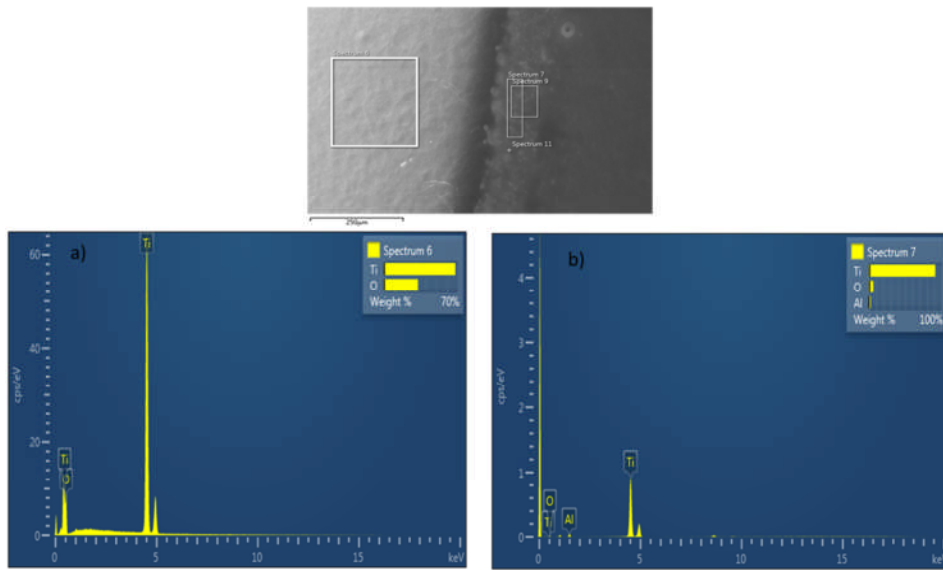 Spectrum 6
Spectrum 7
Spectrum 9
Spectrum 11
250µm
a)
Ti
Spectrum 6
Ti
O
Weight % 70%
60
40
20
0
cps/eV
Ti
O
0 5 10 15 keV
b)
Spectrum 7
Ti
O
Al
Weight % 100%
4
3
2
1
0
cps/eV
Ti
O
Al
0 5 10 15